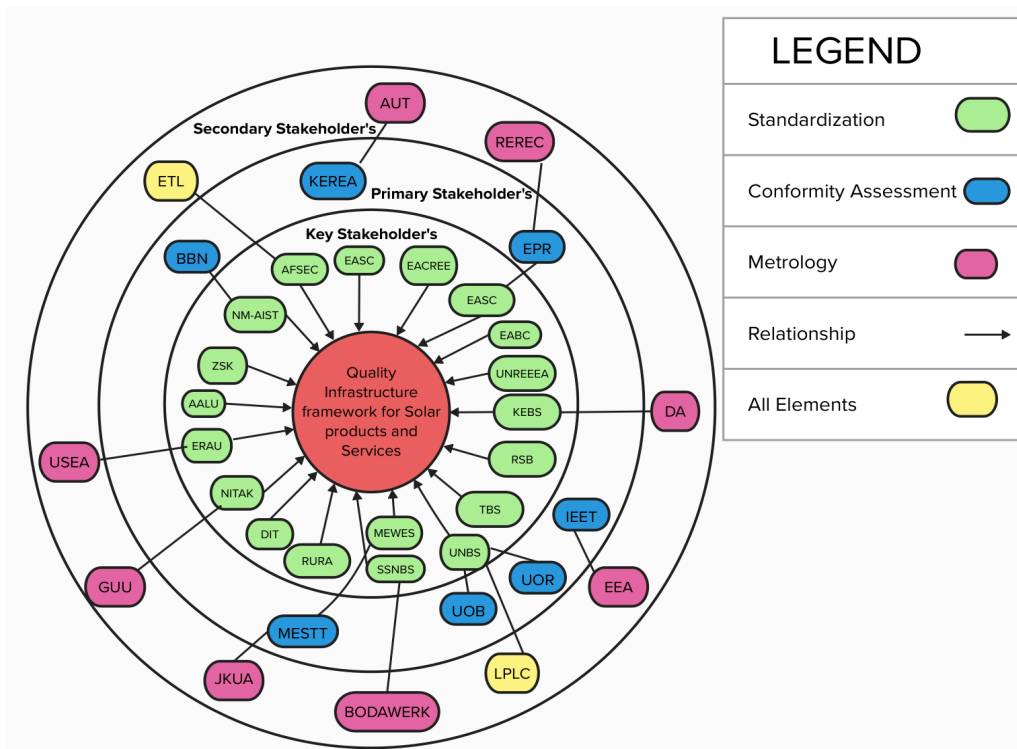 LEGEND
Standardization
Conformity Assessment
Metrology
Relationship
All Elements
AUT
Secondary Stakeholder's
REREC
ETL
KEREA
Primary Stakeholder's
Key Stakeholder's
EPR
BBN
AFSEC
EASC
EACREE
EASC
NM-AIST
EABC
ZSK
UNREEEA
Quality
Infrastructure
framework for Solar
products and
Services
AALU
KEBS
DA
ERAU
RSB
USEA
NITAK
TBS
IEET
DIT
MEWES
RURA
SSNBS
UNBS
UOR
EEA
GUU
UOB
MESTT
JKUA
LPLC
BODAWERK